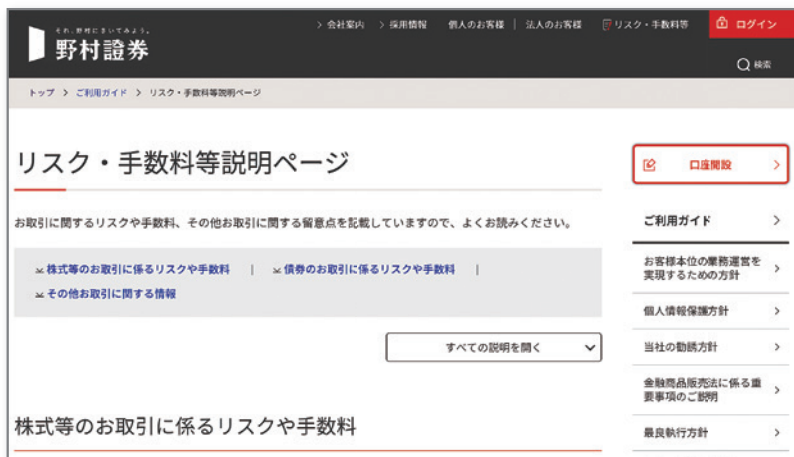 それ、野村にきいてみよう。
野村證券
> 会社案内 > 採用情報 個人のお客様 | 法人のお客様 リスク・手数料等 ログイン
検索
トップ > ご利用ガイド > リスク・手数料等説明ページ
リスク・手数料等説明ページ
お取引に関するリスクや手数料、その他お取引に関する留意点を記載していますので、よくお読みください。
株式等のお取引に係るリスクや手数料 | 債券のお取引に係るリスクや手数料 |
その他お取引に関する情報
すべての説明を開く
株式等のお取引に係るリスクや手数料
口座開設
ご利用ガイド
お客様本位の業務運営を
実現するための方針
個人情報保護方針
当社の勧誘方針
金融商品販売法に係る重
要事項のご説明
最良執行方針